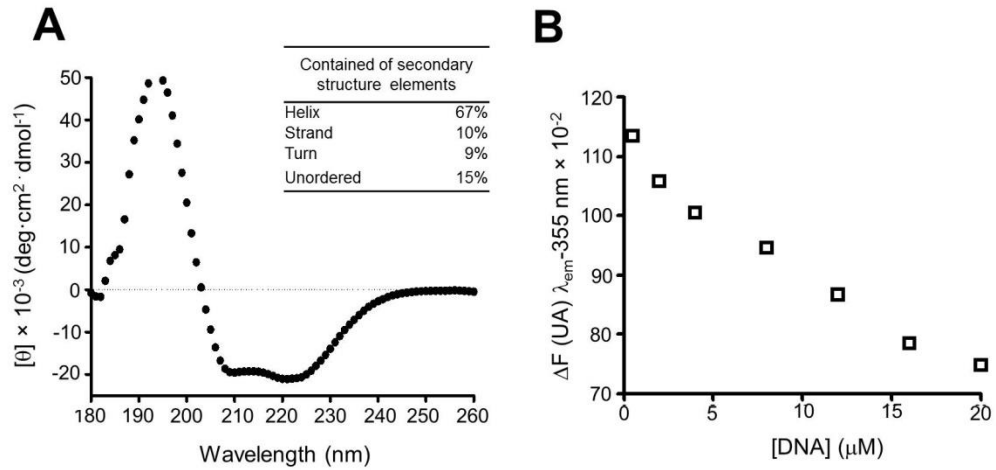 A
[θ] × 10⁻³ (deg·cm²·dmol⁻¹)
50
40
30
20
10
0
-10
-20
180 190 200 210 220 230 240 250 260
Wavelength (nm)
Contained of secondary
structure elements
Helix 67%
Strand 10%
Turn 9%
Unordered 15%
B
ΔF (UA) λem-355 nm × 10⁻²
120
110
100
90
80
70
0 5 10 15 20
[DNA] (μM)